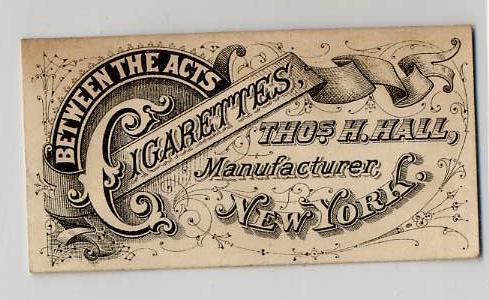 BETWEEN THE ACTS
CIGARETTES,
THOS H. HALL,
Manufacturer,
NEW YORK.